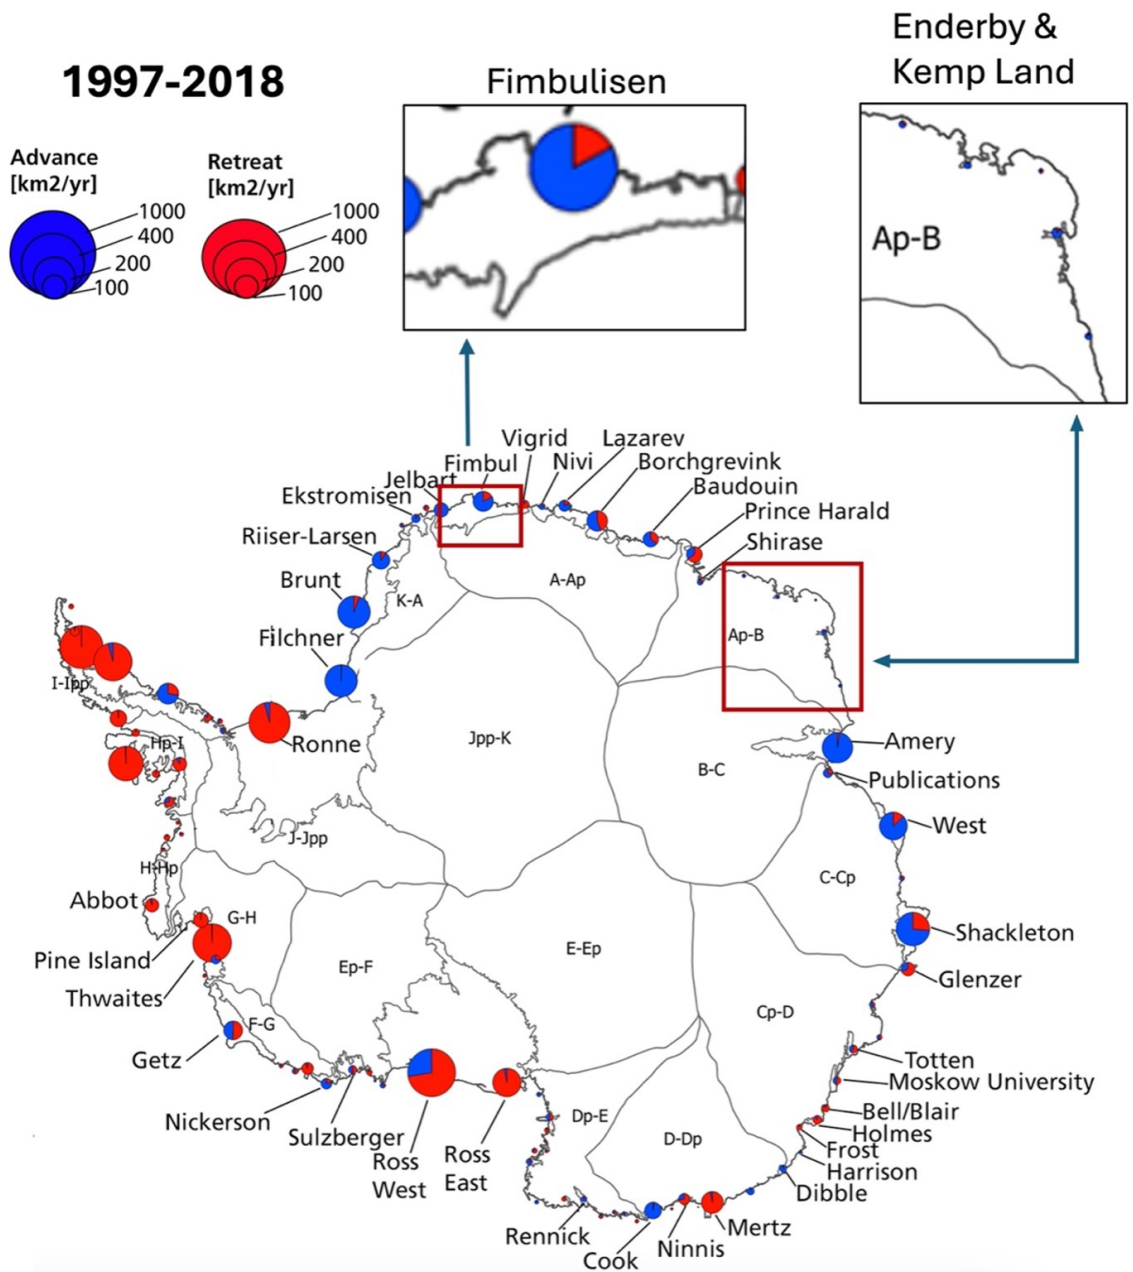 Enderby &
Kemp Land
1997-2018
Fimbulisen
Advance
[km2/yr]
1000
400
200
100
Retreat
[km2/yr]
1000
400
200
100
Ap-B
Vigrid
Lazarev
Fimbul
Nivi
Borchgrevink
Jelbart
Baudouin
Ekstromisen
Prince Harald
Riiser-Larsen
Shirase
Brunt
K-A
A-Ap
Ap-B
Filchner
I-Ipp
Ronne
Hp-I
Jpp-K
Amery
B-C
Publications
West
J-Jpp
H-Hp
C-Cp
Abbot
G-H
Shackleton
Pine Island
Ep-F
E-Ep
Glenzer
Thwaites
F-G
Cp-D
Getz
Totten
Moskow University
Nickerson
Dp-E
Bell/Blair
Sulzberger
D-Dp
Holmes
Ross
West
Ross
East
Frost
Harrison
Dibble
Rennick
Mertz
Cook
Ninnis